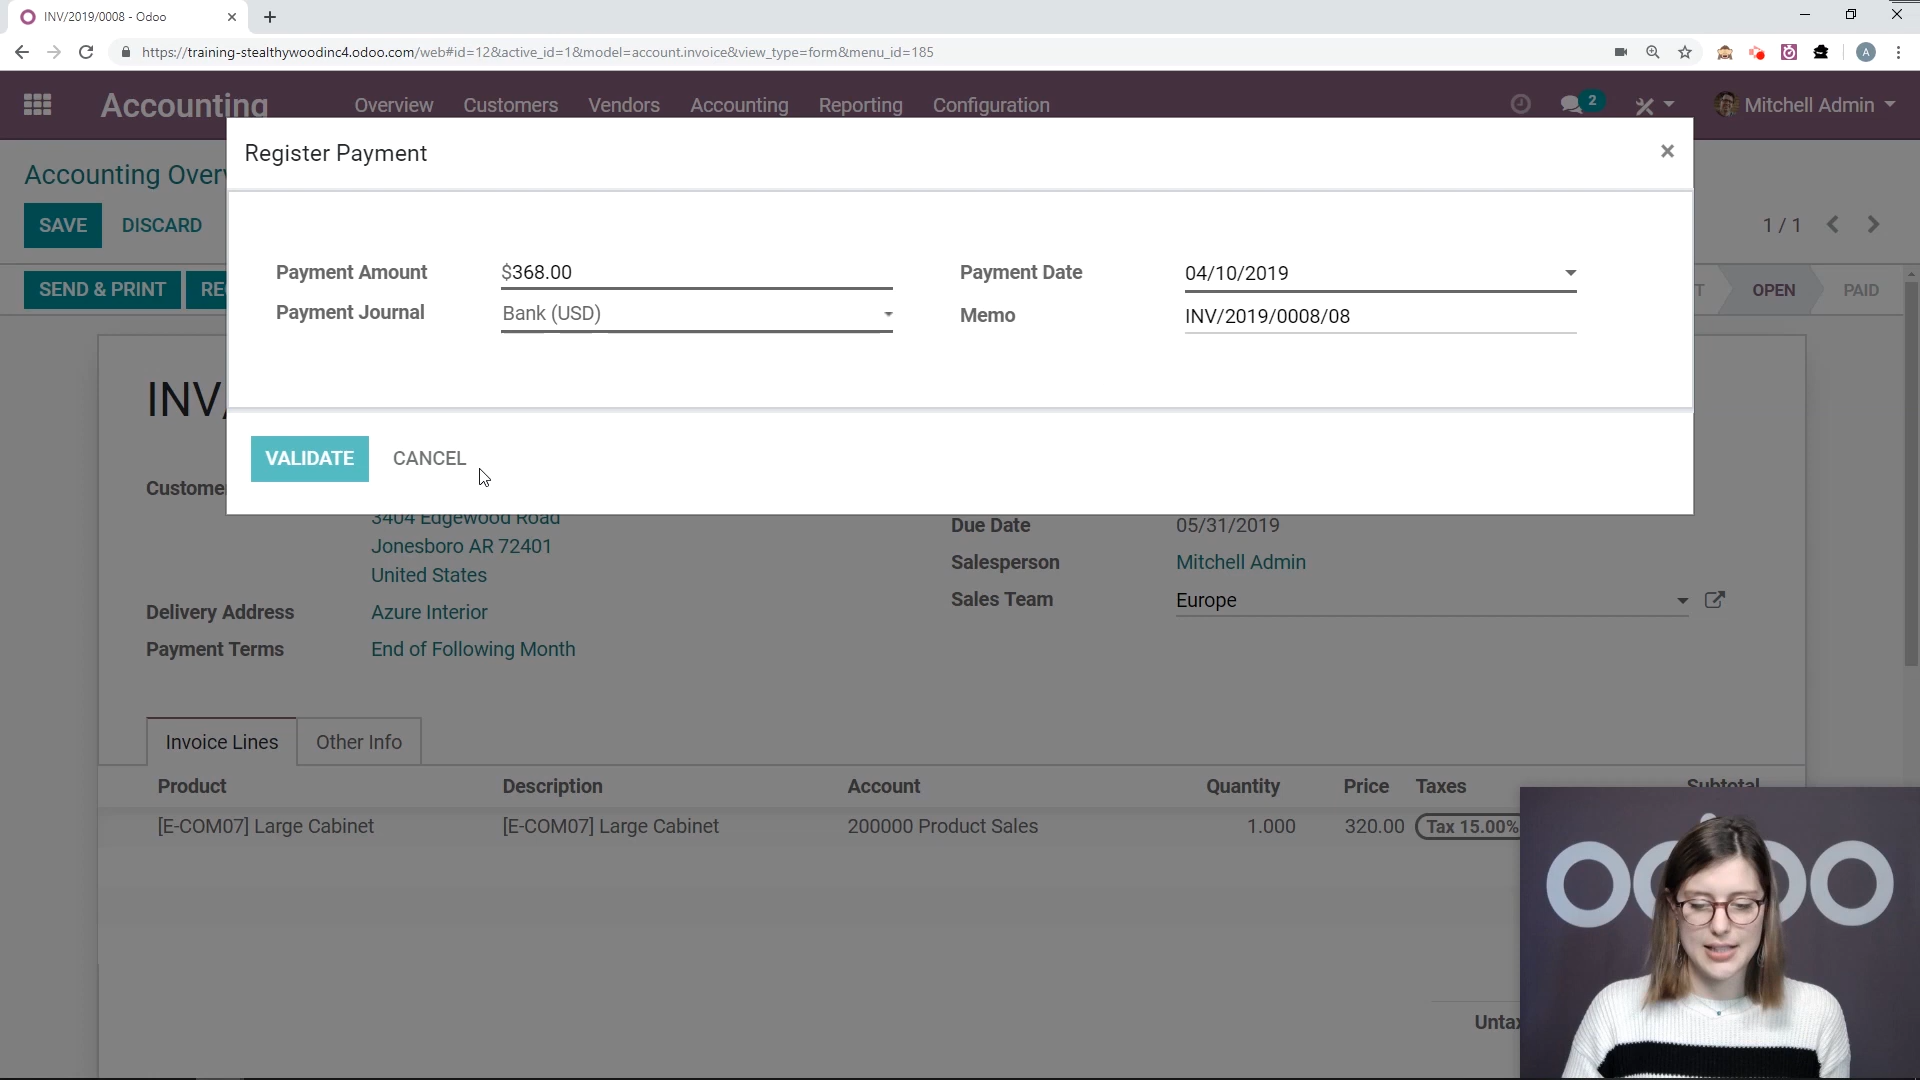 INV/2019/0008 - Odoo
https://training-stealthywoodinc4.odoo.com/web#id=12&active_id=1&model=account.invoice&view_type=form&menu_id=185
A
Accounting
Overview
Customers
Vendors
Accounting
Reporting
Configuration
2
Mitchell Admin
Accounting Over
SAVE
DISCARD
1 / 1
SEND & PRINT
RE
T
OPEN
PAID
Register Payment
Payment Amount
$368.00
Payment Date
04/10/2019
Payment Journal
Bank (USD)
Memo
INV/2019/0008/08
VALIDATE
CANCEL
INV/
Customer
3404 Edgewood Road
Jonesboro AR 72401
United States
Delivery Address
Azure Interior
Payment Terms
End of Following Month
Due Date
05/31/2019
Salesperson
Mitchell Admin
Sales Team
Europe
Invoice Lines
Other Info
Product
Description
Account
Quantity
Price
Taxes
Subtotal
[E-COM07] Large Cabinet
[E-COM07] Large Cabinet
200000 Product Sales
1.000
320.00
Tax 15.00%
Untax
odoo